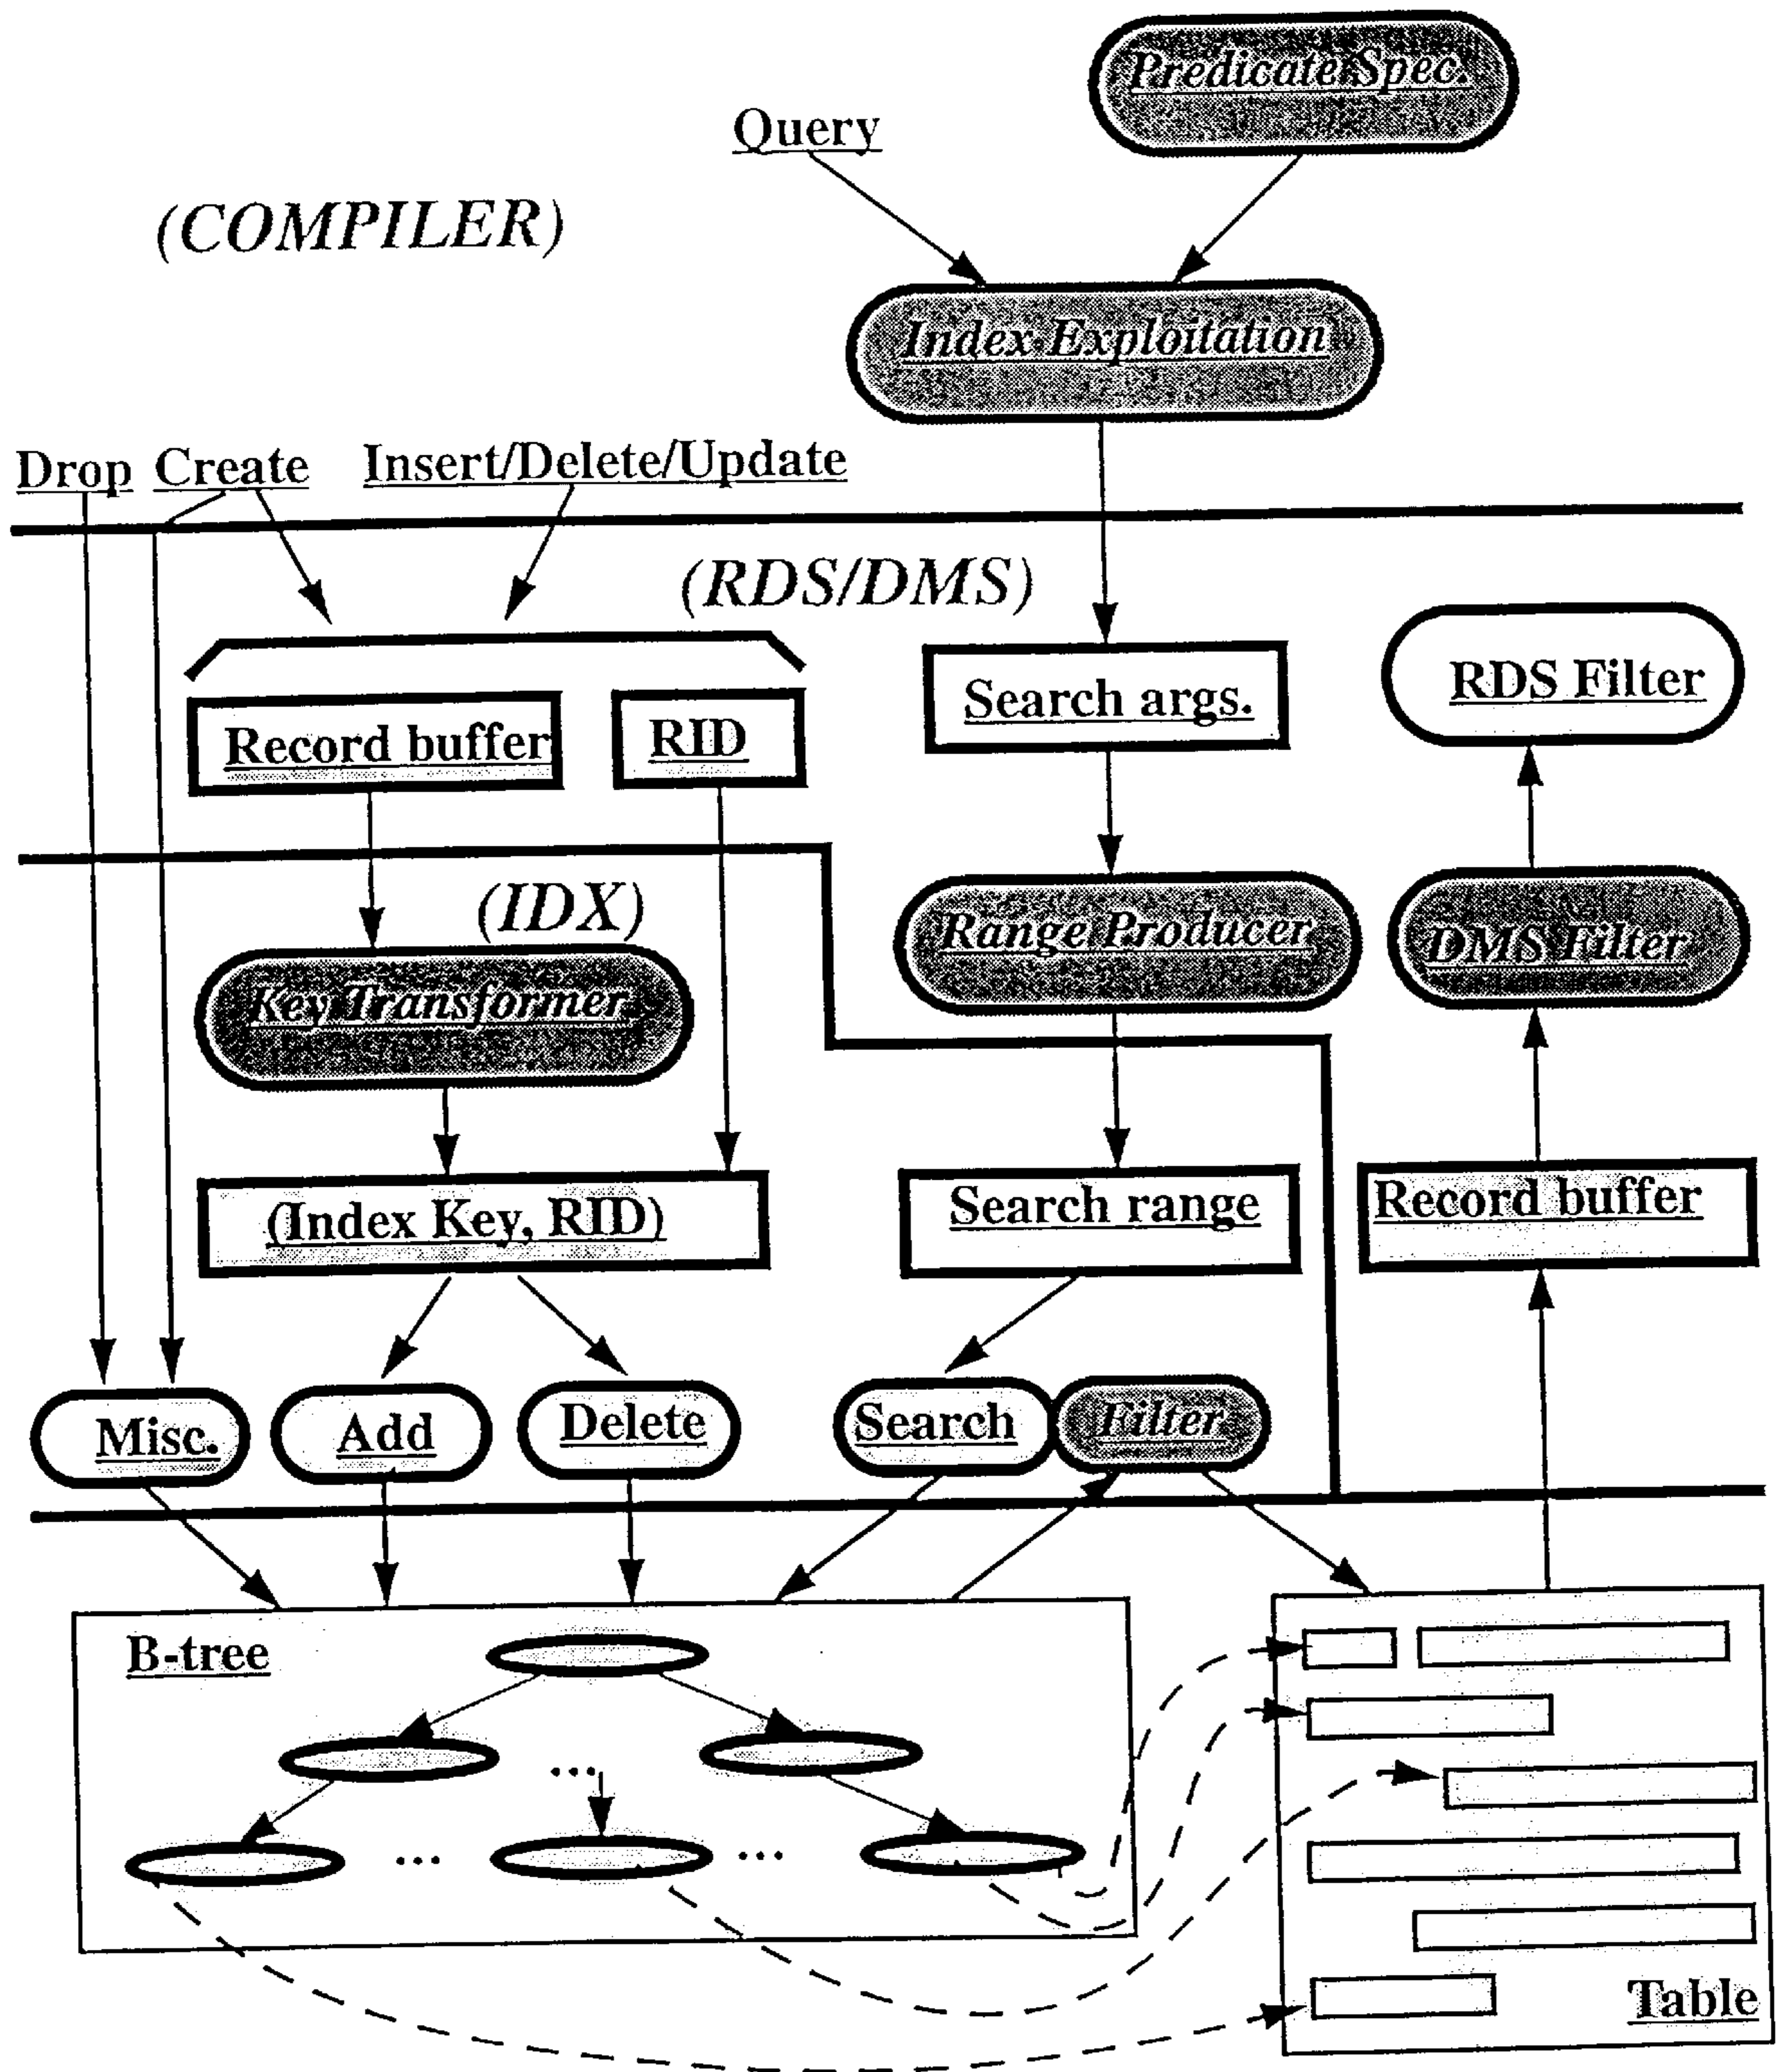 Predicate Spec.
Query
(COMPILER)
Index Exploitation
Drop Create Insert/Delete/Update
(RDS/DMS)
Search args.
RDS Filter
Record buffer
RID
(IDX)
Range Producer
DMS Filter
Key Transformer
(Index Key, RID)
Search range
Record buffer
Misc.
Add
Delete
Search
Filter
B-tree
...
... ...
Table